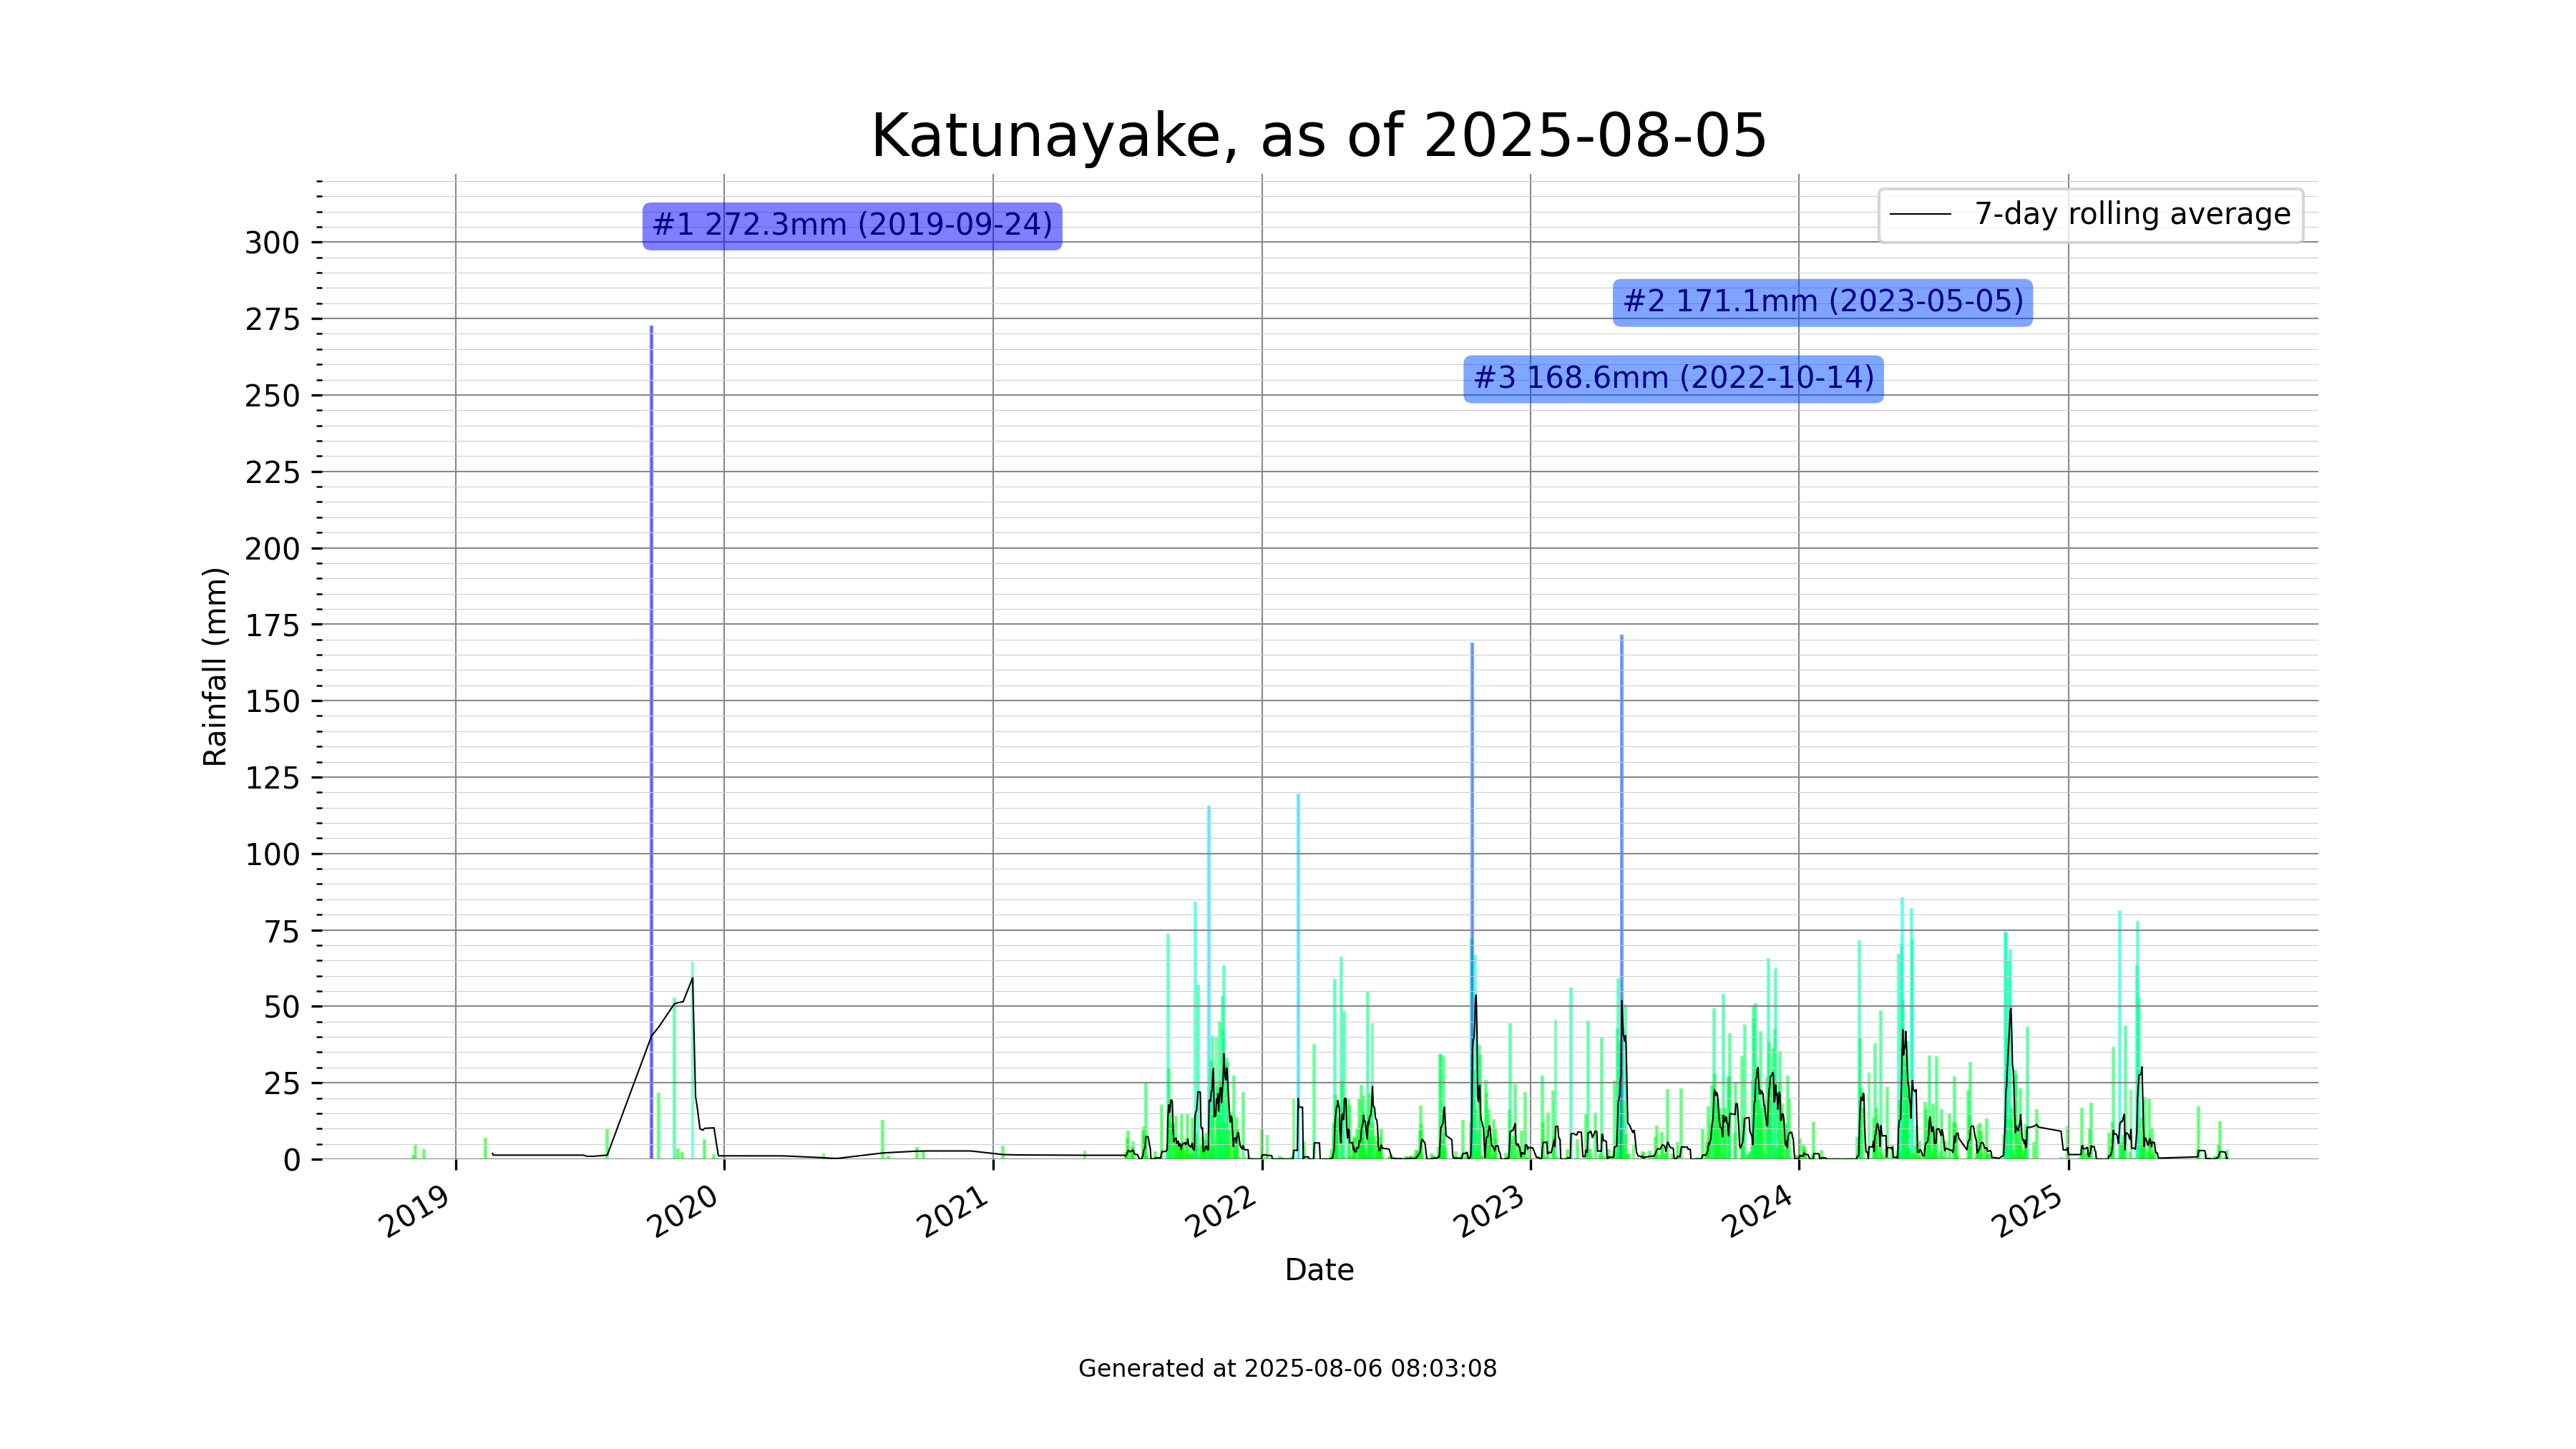 Katunayake, as of 2025-08-05
7-day rolling average
#1 272.3mm (2019-09-24)
#2 171.1mm (2023-05-05)
#3 168.6mm (2022-10-14)
Rainfall (mm)
300
275
250
225
200
175
150
125
100
75
50
25
0
2019
2020
2021
2022
2023
2024
2025
Date
Generated at 2025-08-06 08:03:08